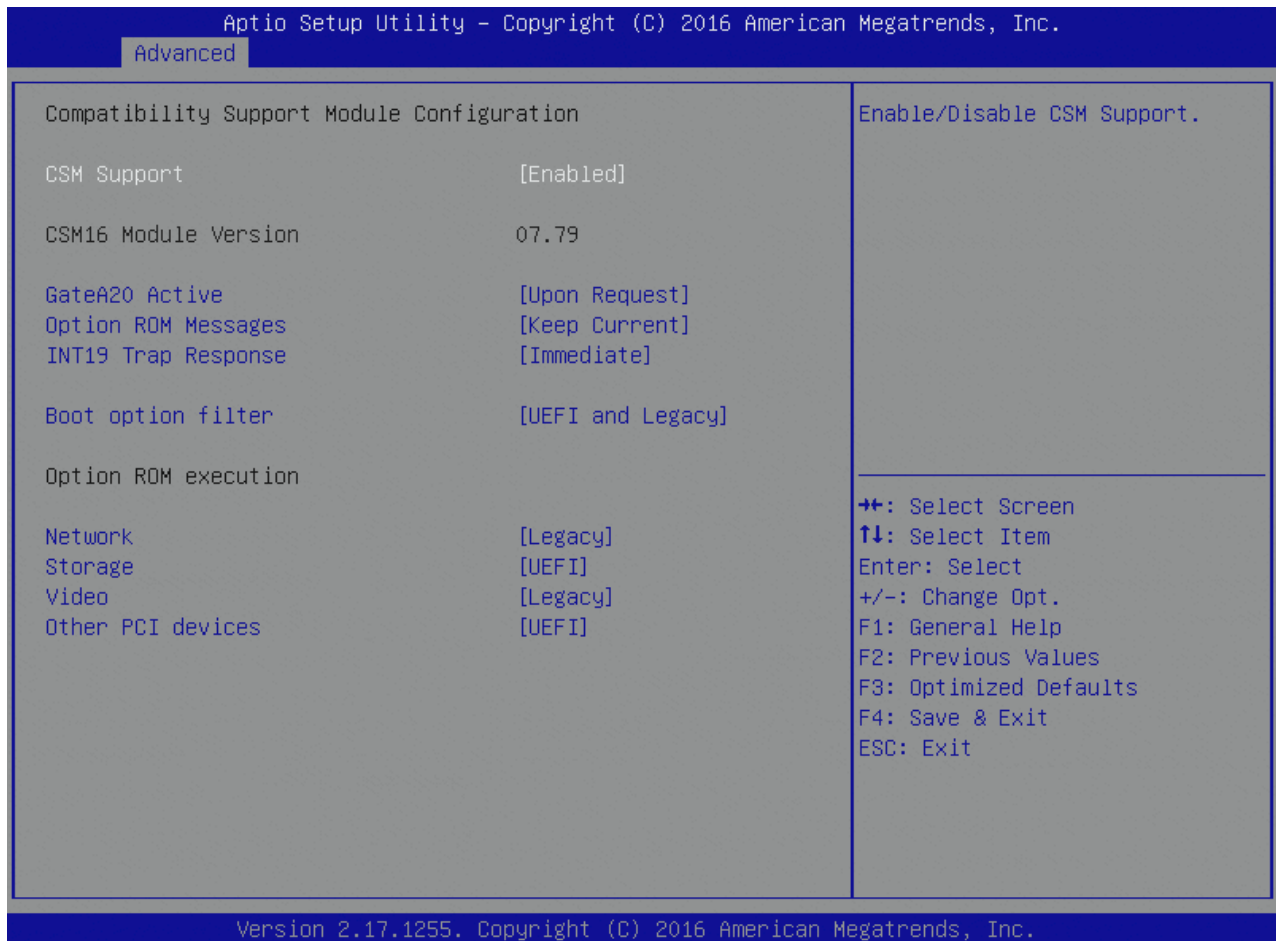 Aptio Setup Utility – Copyright (C) 2016 American Megatrends, Inc.
Advanced
Compatibility Support Module Configuration
CSM Support [Enabled]
CSM16 Module Version 07.79
GateA20 Active [Upon Request]
Option ROM Messages [Keep Current]
INT19 Trap Response [Immediate]
Boot option filter [UEFI and Legacy]
Option ROM execution
Network [Legacy]
Storage [UEFI]
Video [Legacy]
Other PCI devices [UEFI]
Enable/Disable CSM Support.
→←: Select Screen
↑↓: Select Item
Enter: Select
+/-: Change Opt.
F1: General Help
F2: Previous Values
F3: Optimized Defaults
F4: Save & Exit
ESC: Exit
Version 2.17.1255. Copyright (C) 2016 American Megatrends, Inc.